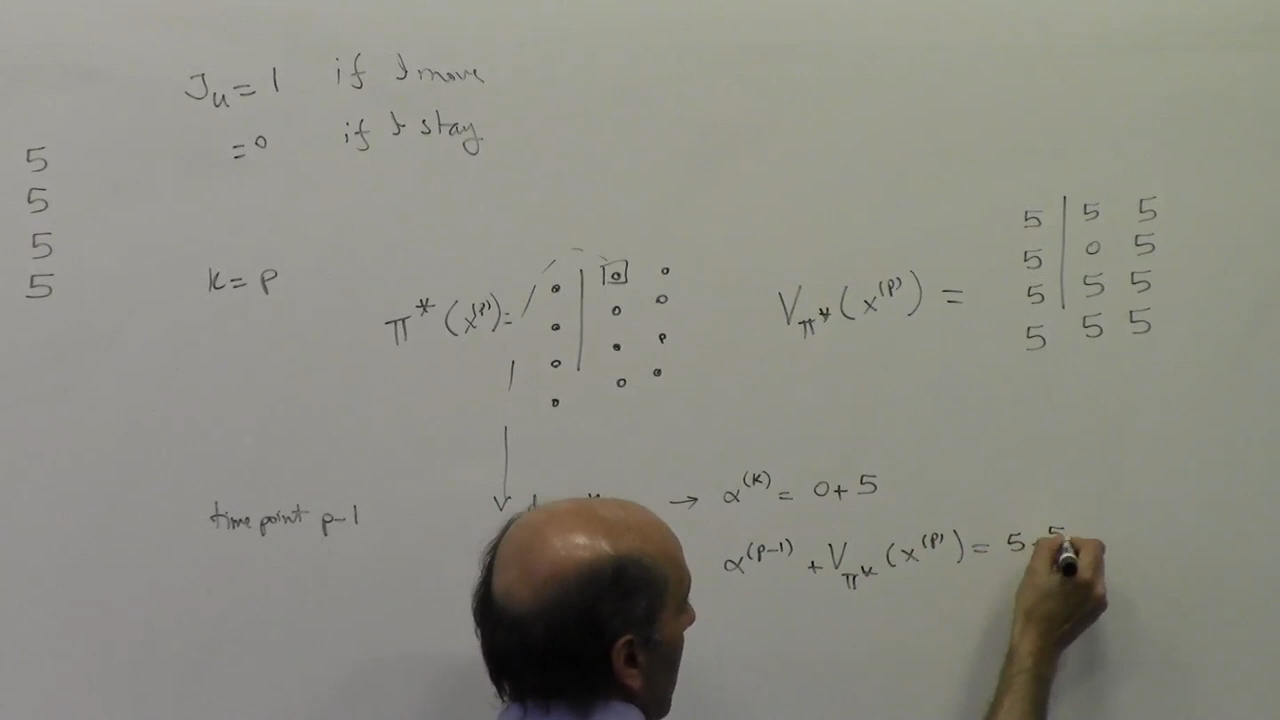 J_u = 1 if I move
= 0 if I stay
5
5
5
5
k = p
π*(x^(p)) =
V_π*(x^(p)) =
5 | 5 5
5 | 0 5
5 | 5 5
5 5 5
time point p-1
→ α^(k) = 0+5
α^(p-1) + V_π*(x^(p)) = 5+5